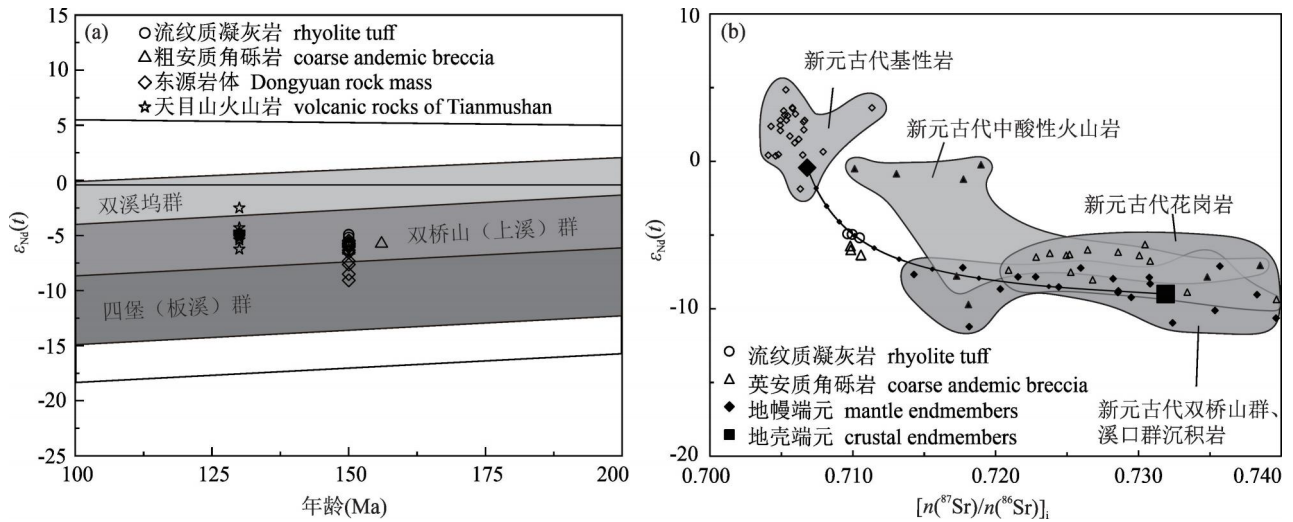 (a)
流纹质凝灰岩 rhyolite tuff
粗安质角砾岩 coarse andemic breccia
东源岩体 Dongyuan rock mass
天目山火山岩 volcanic rocks of Tianmushan
15
10
5
0
-5
-10
-15
-20
-25
εNd(t)
双溪坞群
双桥山（上溪）群
四堡（板溪）群
100
125
150
175
200
年龄(Ma)
(b)
新元古代基性岩
新元古代中酸性火山岩
新元古代花岗岩
流纹质凝灰岩 rhyolite tuff
英安质角砾岩 coarse andemic breccia
地幔端元 mantle endmembers
地壳端元 crustal endmembers
新元古代双桥山群、
溪口群沉积岩
10
0
-10
-20
εNd(t)
0.700
0.710
0.720
0.730
0.740
[n(⁸⁷Sr)/n(⁸⁶Sr)]i